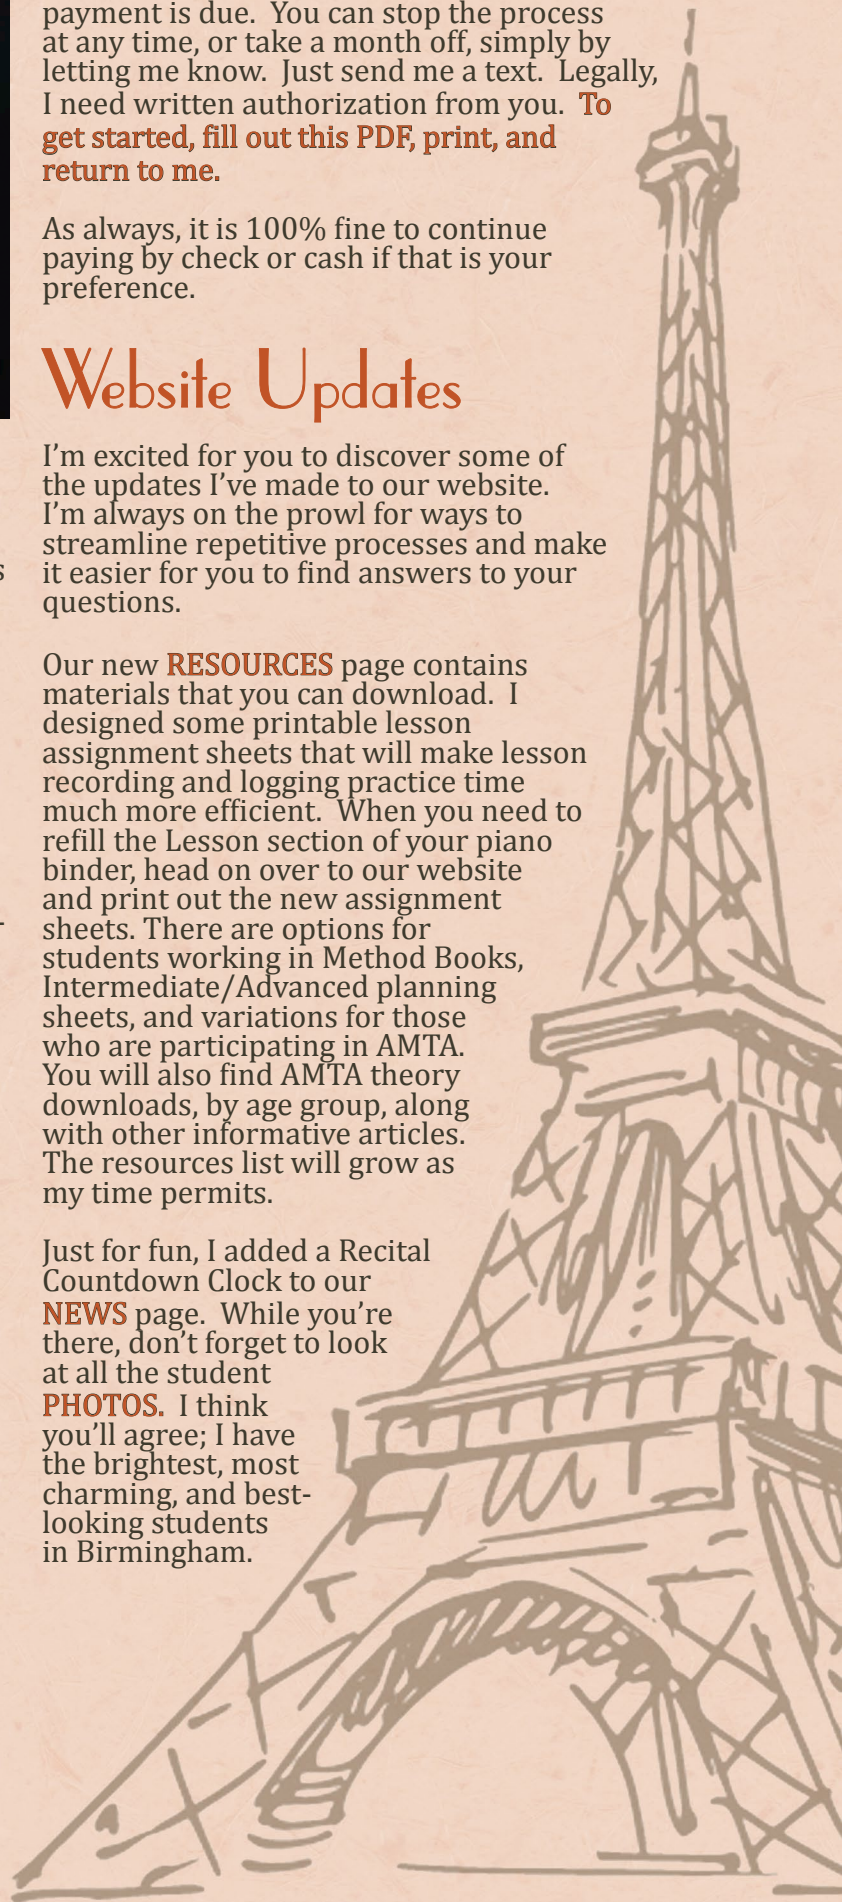 payment is due.  You can stop the process
at any time, or take a month off, simply by
letting me know.  Just send me a text.  Legally,
I need written authorization from you.  To
get started, fill out this PDF, print, and
return to me.
As always, it is 100% fine to continue
paying by check or cash if that is your
preference.
Website Updates
I’m excited for you to discover some of
the updates I’ve made to our website.
I’m always on the prowl for ways to
streamline repetitive processes and make
it easier for you to find answers to your
questions.
Our new RESOURCES page contains
materials that you can download.  I
designed some printable lesson
assignment sheets that will make lesson
recording and logging practice time
much more efficient.  When you need to
refill the Lesson section of your piano
binder, head on over to our website
and print out the new assignment
sheets. There are options for
students working in Method Books,
Intermediate/Advanced planning
sheets, and variations for those
who are participating in AMTA.
You will also find AMTA theory
downloads, by age group, along
with other informative articles.
The resources list will grow as
my time permits.
Just for fun, I added a Recital
Countdown Clock to our
NEWS page.  While you’re
there, don’t forget to look
at all the student
PHOTOS.  I think
you’ll agree; I have
the brightest, most
charming, and best-
looking students
in Birmingham.